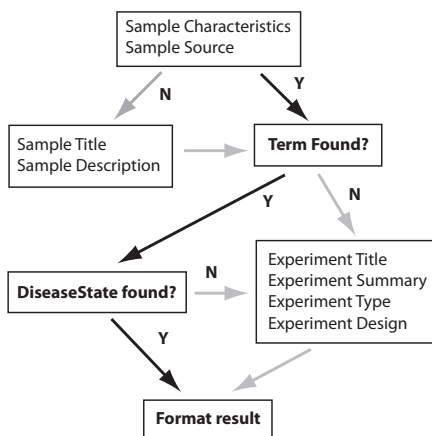 Sample Characteristics
Sample Source
N
Y
Sample Title
Sample Description
Term Found?
Y
N
DiseaseState found?
N
Experiment Title
Experiment Summary
Experiment Type
Experiment Design
Y
Format result